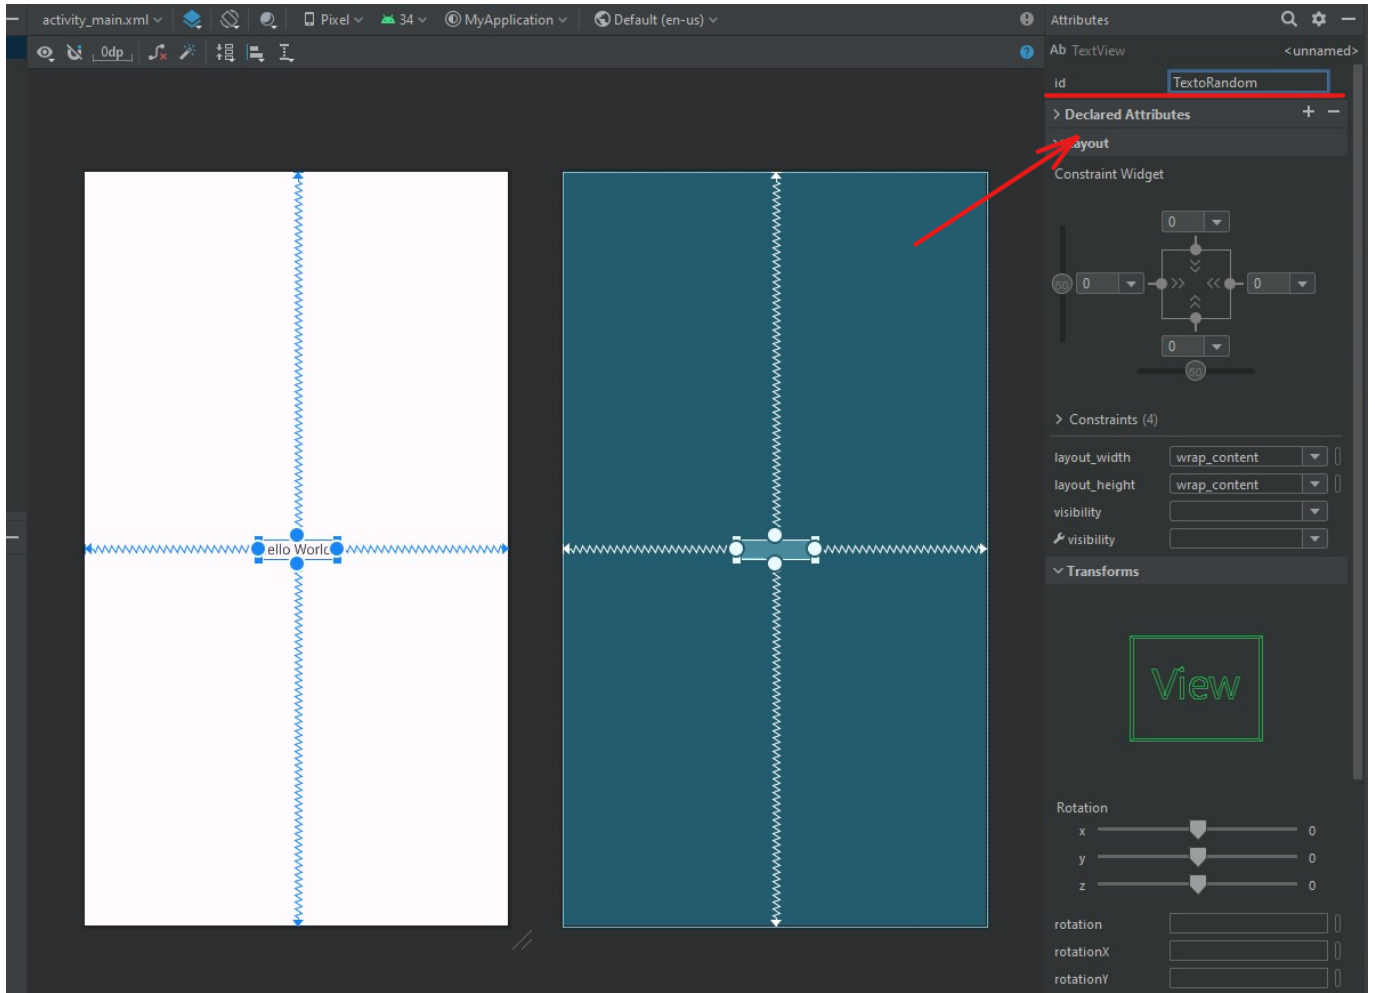 activity_main.xml Pixel 34 MyApplication Default (en-us) Attributes
0dp Ab TextView <unnamed>
id TextoRandom
Declared Attributes
Layout
Constraint Widget
0
50 0 0
0
50
Constraints (4)
layout_width wrap_content
layout_height wrap_content
visibility
visibility
ello World
Transforms
View
Rotation
x 0
y 0
z 0
rotation
rotationX
rotationY